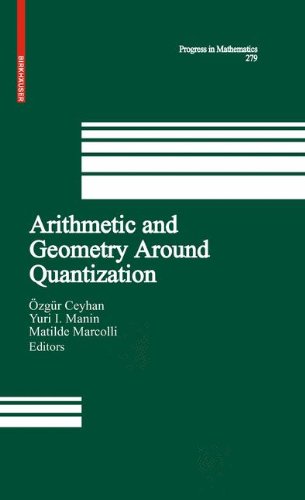 BIRKHÄUSER
Progress in Mathematics
279
Arithmetic and
Geometry Around
Quantization
Özgür Ceyhan
Yuri I. Manin
Matilde Marcolli
Editors